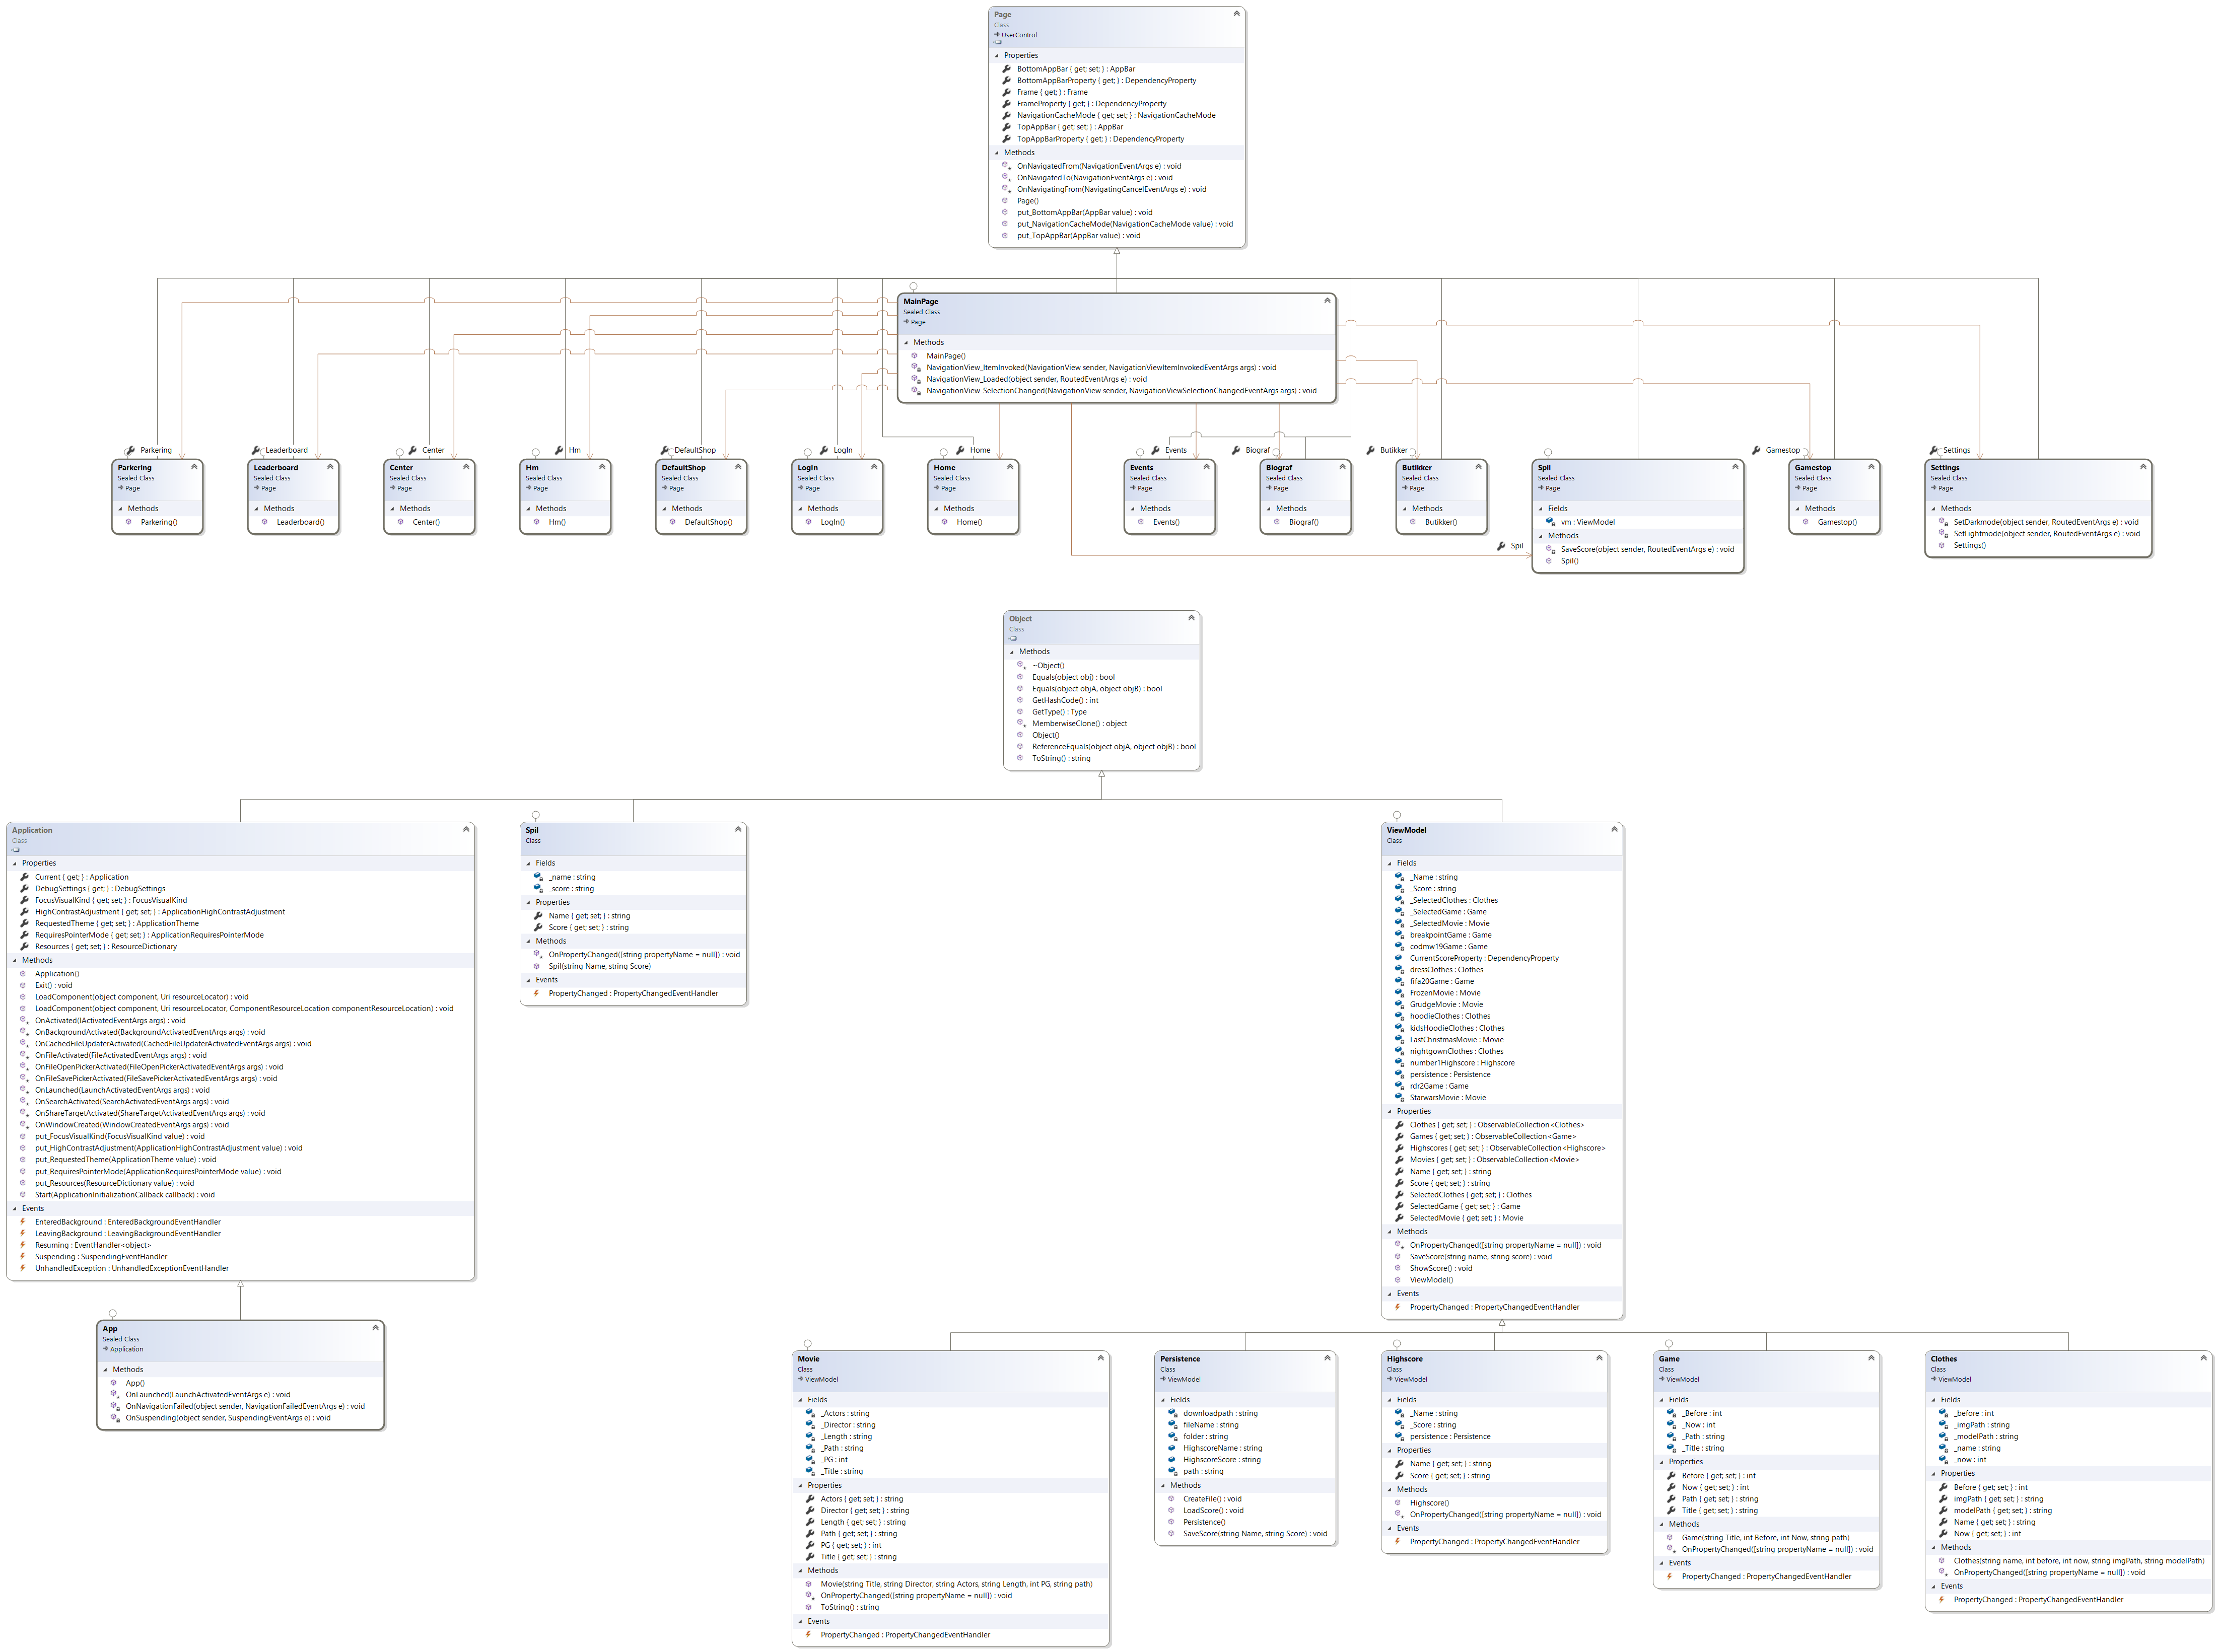 Page
Class
UserControl
Properties
BottomAppBar { get; set; } : AppBar
BottomAppBarProperty { get; } : DependencyProperty
Frame { get; } : Frame
FrameProperty { get; } : DependencyProperty
NavigationCacheMode { get; set; } : NavigationCacheMode
TopAppBar { get; set; } : AppBar
TopAppBarProperty { get; } : DependencyProperty
Methods
OnNavigatedFrom(NavigationEventArgs e) : void
OnNavigatedTo(NavigationEventArgs e) : void
OnNavigatingFrom(NavigatingCancelEventArgs e) : void
Page()
put_BottomAppBar(AppBar value) : void
put_NavigationCacheMode(NavigationCacheMode value) : void
put_TopAppBar(AppBar value) : void
MainPage
Sealed Class
Page
Methods
MainPage()
NavigationView_ItemInvoked(NavigationView sender, NavigationViewItemInvokedEventArgs args) : void
NavigationView_Loaded(object sender, RoutedEventArgs e) : void
NavigationView_SelectionChanged(NavigationView sender, NavigationViewSelectionChangedEventArgs args) : void
Parkering
Parkering
Sealed Class
Page
Methods
Parkering()
Leaderboard
Leaderboard
Sealed Class
Page
Methods
Leaderboard()
Center
Center
Sealed Class
Page
Methods
Center()
Hm
Hm
Sealed Class
Page
Methods
Hm()
DefaultShop
DefaultShop
Sealed Class
Page
Methods
DefaultShop()
LogIn
LogIn
Sealed Class
Page
Methods
LogIn()
Home
Home
Sealed Class
Page
Methods
Home()
Events
Events
Sealed Class
Page
Methods
Events()
Biograf
Biograf
Sealed Class
Page
Methods
Biograf()
Butikker
Butikker
Sealed Class
Page
Methods
Butikker()
Spil
Spil
Sealed Class
Page
Fields
vm : ViewModel
Methods
SaveScore(object sender, RoutedEventArgs e) : void
Spil()
Gamestop
Gamestop
Sealed Class
Page
Methods
Gamestop()
Settings
Settings
Sealed Class
Page
Methods
SetDarkmode(object sender, RoutedEventArgs e) : void
SetLightmode(object sender, RoutedEventArgs e) : void
Settings()
Object
Class
Methods
~Object()
Equals(object obj) : bool
Equals(object objA, object objB) : bool
GetHashCode() : int
GetType() : Type
MemberwiseClone() : object
Object()
ReferenceEquals(object objA, object objB) : bool
ToString() : string
Application
Class
Properties
Current { get; } : Application
DebugSettings { get; } : DebugSettings
FocusVisualKind { get; set; } : FocusVisualKind
HighContrastAdjustment { get; set; } : ApplicationHighContrastAdjustment
RequestedTheme { get; set; } : ApplicationTheme
RequiresPointerMode { get; set; } : ApplicationRequiresPointerMode
Resources { get; set; } : ResourceDictionary
Methods
Application()
Exit() : void
LoadComponent(object component, Uri resourceLocator) : void
LoadComponent(object component, Uri resourceLocator, ComponentResourceLocation componentResourceLocation) : void
OnActivated(IActivatedEventArgs args) : void
OnBackgroundActivated(BackgroundActivatedEventArgs args) : void
OnCachedFileUpdaterActivated(CachedFileUpdaterActivatedEventArgs args) : void
OnFileActivated(FileActivatedEventArgs args) : void
OnFileOpenPickerActivated(FileOpenPickerActivatedEventArgs args) : void
OnFileSavePickerActivated(FileSavePickerActivatedEventArgs args) : void
OnLaunched(LaunchActivatedEventArgs args) : void
OnSearchActivated(SearchActivatedEventArgs args) : void
OnShareTargetActivated(ShareTargetActivatedEventArgs args) : void
OnWindowCreated(WindowCreatedEventArgs args) : void
put_FocusVisualKind(FocusVisualKind value) : void
put_HighContrastAdjustment(ApplicationHighContrastAdjustment value) : void
put_RequestedTheme(ApplicationTheme value) : void
put_RequiresPointerMode(ApplicationRequiresPointerMode value) : void
put_Resources(ResourceDictionary value) : void
Start(ApplicationInitializationCallback callback) : void
Events
EnteredBackground : EnteredBackgroundEventHandler
LeavingBackground : LeavingBackgroundEventHandler
Resuming : EventHandler<object>
Suspending : SuspendingEventHandler
UnhandledException : UnhandledExceptionEventHandler
Spil
Class
Fields
_name : string
_score : string
Properties
Name { get; set; } : string
Score { get; set; } : string
Methods
OnPropertyChanged([string propertyName = null]) : void
Spil(string Name, string Score)
Events
PropertyChanged : PropertyChangedEventHandler
ViewModel
Class
Fields
_Name : string
_Score : string
_SelectedClothes : Clothes
_SelectedGame : Game
_SelectedMovie : Movie
breakpointGame : Game
codmw19Game : Game
CurrentScoreProperty : DependencyProperty
dressClothes : Clothes
fifa20Game : Game
FrozenMovie : Movie
GrudgeMovie : Movie
hoodieClothes : Clothes
kidsHoodieClothes : Clothes
LastChristmasMovie : Movie
nightgownClothes : Clothes
number1Highscore : Highscore
persistence : Persistence
rdr2Game : Game
StarwarsMovie : Movie
Properties
Clothes { get; set; } : ObservableCollection<Clothes>
Games { get; set; } : ObservableCollection<Game>
Highscores { get; set; } : ObservableCollection<Highscore>
Movies { get; set; } : ObservableCollection<Movie>
Name { get; set; } : string
Score { get; set; } : string
SelectedClothes { get; set; } : Clothes
SelectedGame { get; set; } : Game
SelectedMovie { get; set; } : Movie
Methods
OnPropertyChanged([string propertyName = null]) : void
SaveScore(string name, string score) : void
ShowScore() : void
ViewModel()
Events
PropertyChanged : PropertyChangedEventHandler
App
Sealed Class
Application
Methods
App()
OnLaunched(LaunchActivatedEventArgs e) : void
OnNavigationFailed(object sender, NavigationFailedEventArgs e) : void
OnSuspending(object sender, SuspendingEventArgs e) : void
Movie
Class
ViewModel
Fields
_Actors : string
_Director : string
_Length : string
_Path : string
_PG : int
_Title : string
Properties
Actors { get; set; } : string
Director { get; set; } : string
Length { get; set; } : string
Path { get; set; } : string
PG { get; set; } : int
Title { get; set; } : string
Methods
Movie(string Title, string Director, string Actors, string Length, int PG, string path)
OnPropertyChanged([string propertyName = null]) : void
ToString() : string
Events
PropertyChanged : PropertyChangedEventHandler
Persistence
Class
ViewModel
Fields
downloadpath : string
fileName : string
folder : string
HighscoreName : string
HighscoreScore : string
path : string
Methods
CreateFile() : void
LoadScore() : void
Persistence()
SaveScore(string Name, string Score) : void
Highscore
Class
ViewModel
Fields
_Name : string
_Score : string
persistence : Persistence
Properties
Name { get; set; } : string
Score { get; set; } : string
Methods
Highscore()
OnPropertyChanged([string propertyName = null]) : void
Events
PropertyChanged : PropertyChangedEventHandler
Game
Class
ViewModel
Fields
_Before : int
_Now : int
_Path : string
_Title : string
Properties
Before { get; set; } : int
Now { get; set; } : int
Path { get; set; } : string
Title { get; set; } : string
Methods
Game(string Title, int Before, int Now, string path)
OnPropertyChanged([string propertyName = null]) : void
Events
PropertyChanged : PropertyChangedEventHandler
Clothes
Class
ViewModel
Fields
_before : int
_imgPath : string
_modelPath : string
_name : string
_now : int
Properties
Before { get; set; } : int
imgPath { get; set; } : string
modelPath { get; set; } : string
Name { get; set; } : string
Now { get; set; } : int
Methods
Clothes(string name, int before, int now, string imgPath, string modelPath)
OnPropertyChanged([string propertyName = null]) : void
Events
PropertyChanged : PropertyChangedEventHandler